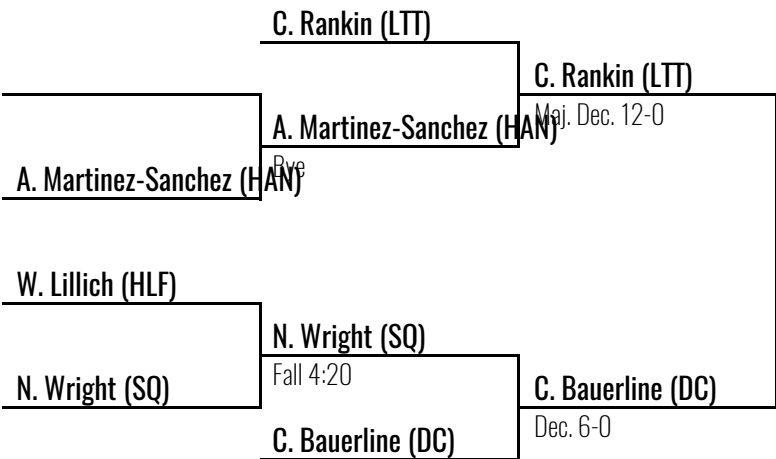 C. Rankin (LTT)
C. Rankin (LTT)
Maj. Dec. 12-0
A. Martinez-Sanchez (HAN)
Bye
A. Martinez-Sanchez (HAN)
W. Lillich (HLF)
N. Wright (SQ)
Fall 4:20
N. Wright (SQ)
C. Bauerline (DC)
Dec. 6-0
C. Bauerline (DC)